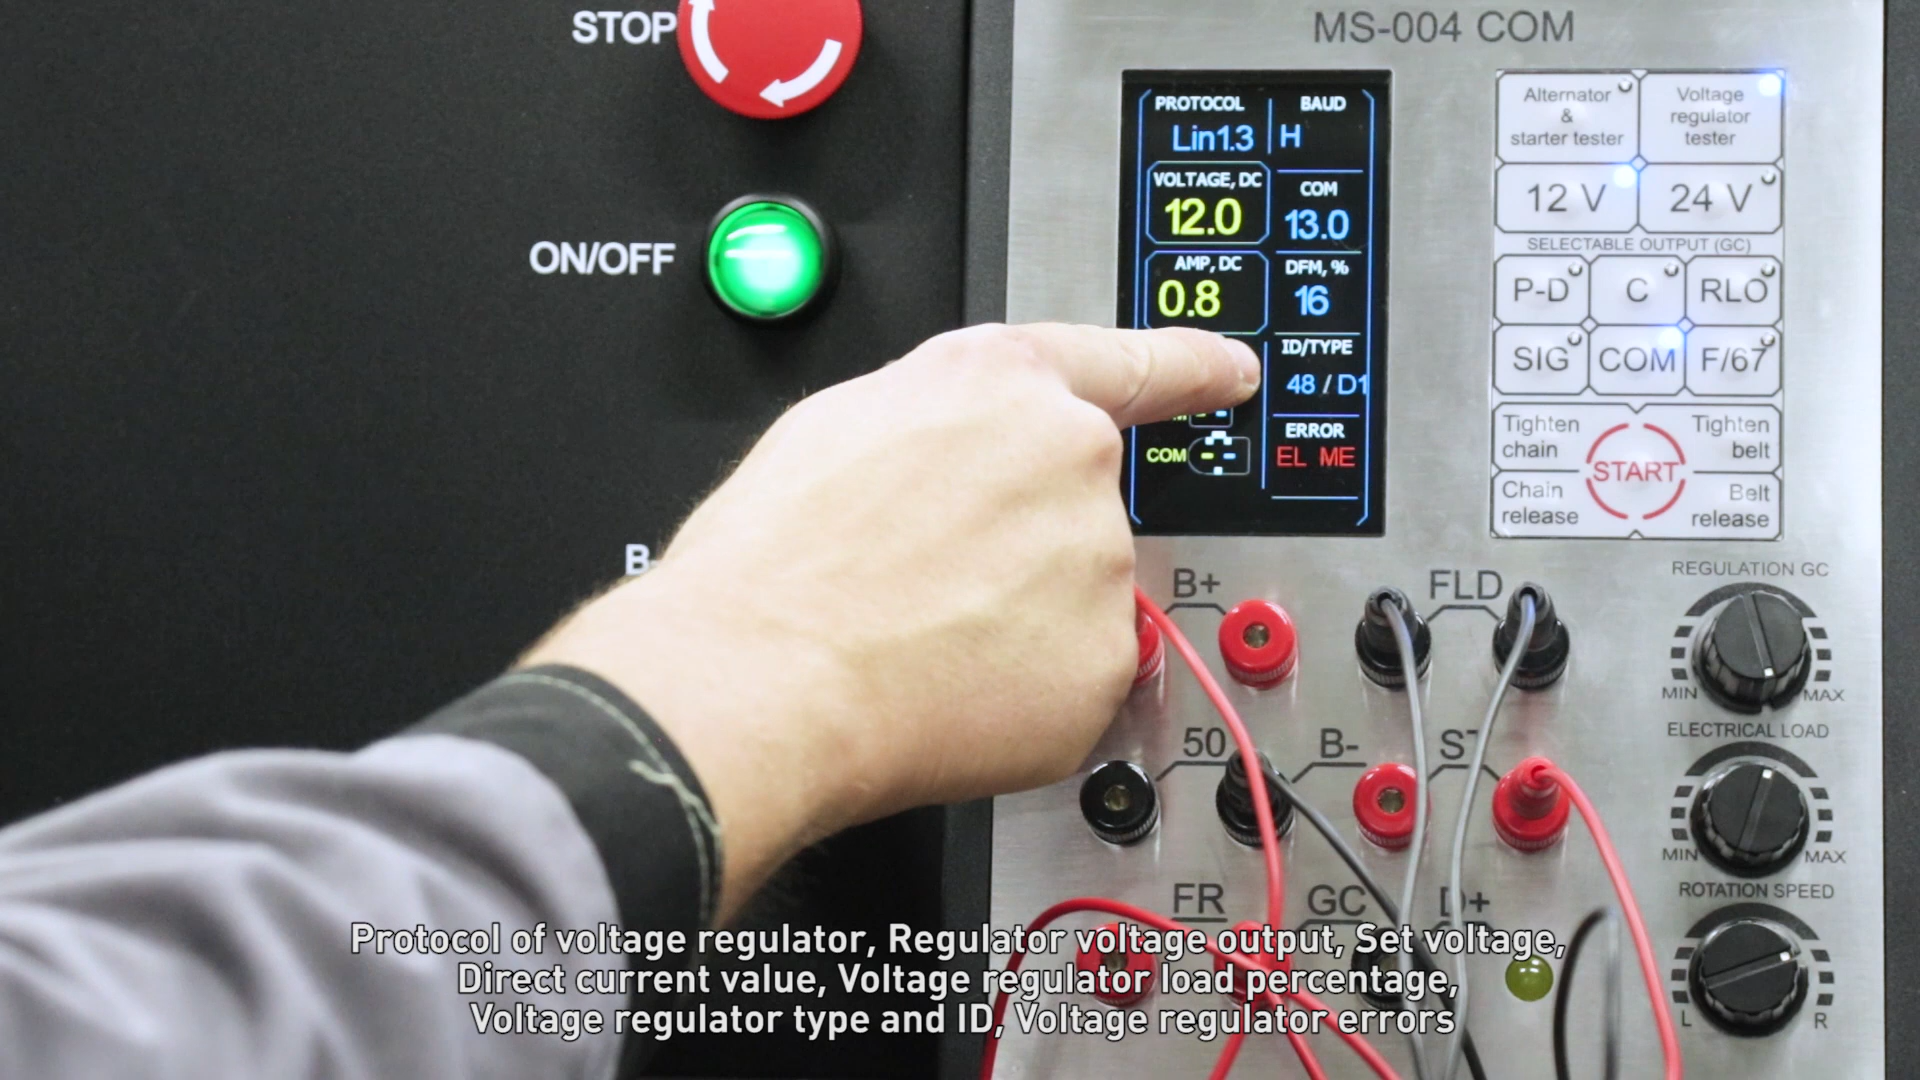 STOP
ON/OFF
B-
MS-004 COM
PROTOCOL
BAUD
Lin1.3
H
VOLTAGE, DC
12.0
COM
13.0
AMP, DC
0.8
DFM, %
16
ID/TYPE
48 / D1
COM
ERROR
EL ME
Alternator
&
starter tester
Voltage
regulator
tester
12 V
24 V
SELECTABLE OUTPUT (GC)
P-D
C
RLO
SIG
COM
F/67
Tighten
chain
Tighten
belt
START
Chain
release
Belt
release
B+
FLD
REGULATION GC
MIN
MAX
50
B-
ELECTRICAL LOAD
MIN
MAX
FR
GC
D+
ROTATION SPEED
L
R
Protocol of voltage regulator, Regulator voltage output, Set voltage,
Direct current value, Voltage regulator load percentage,
Voltage regulator type and ID, Voltage regulator errors